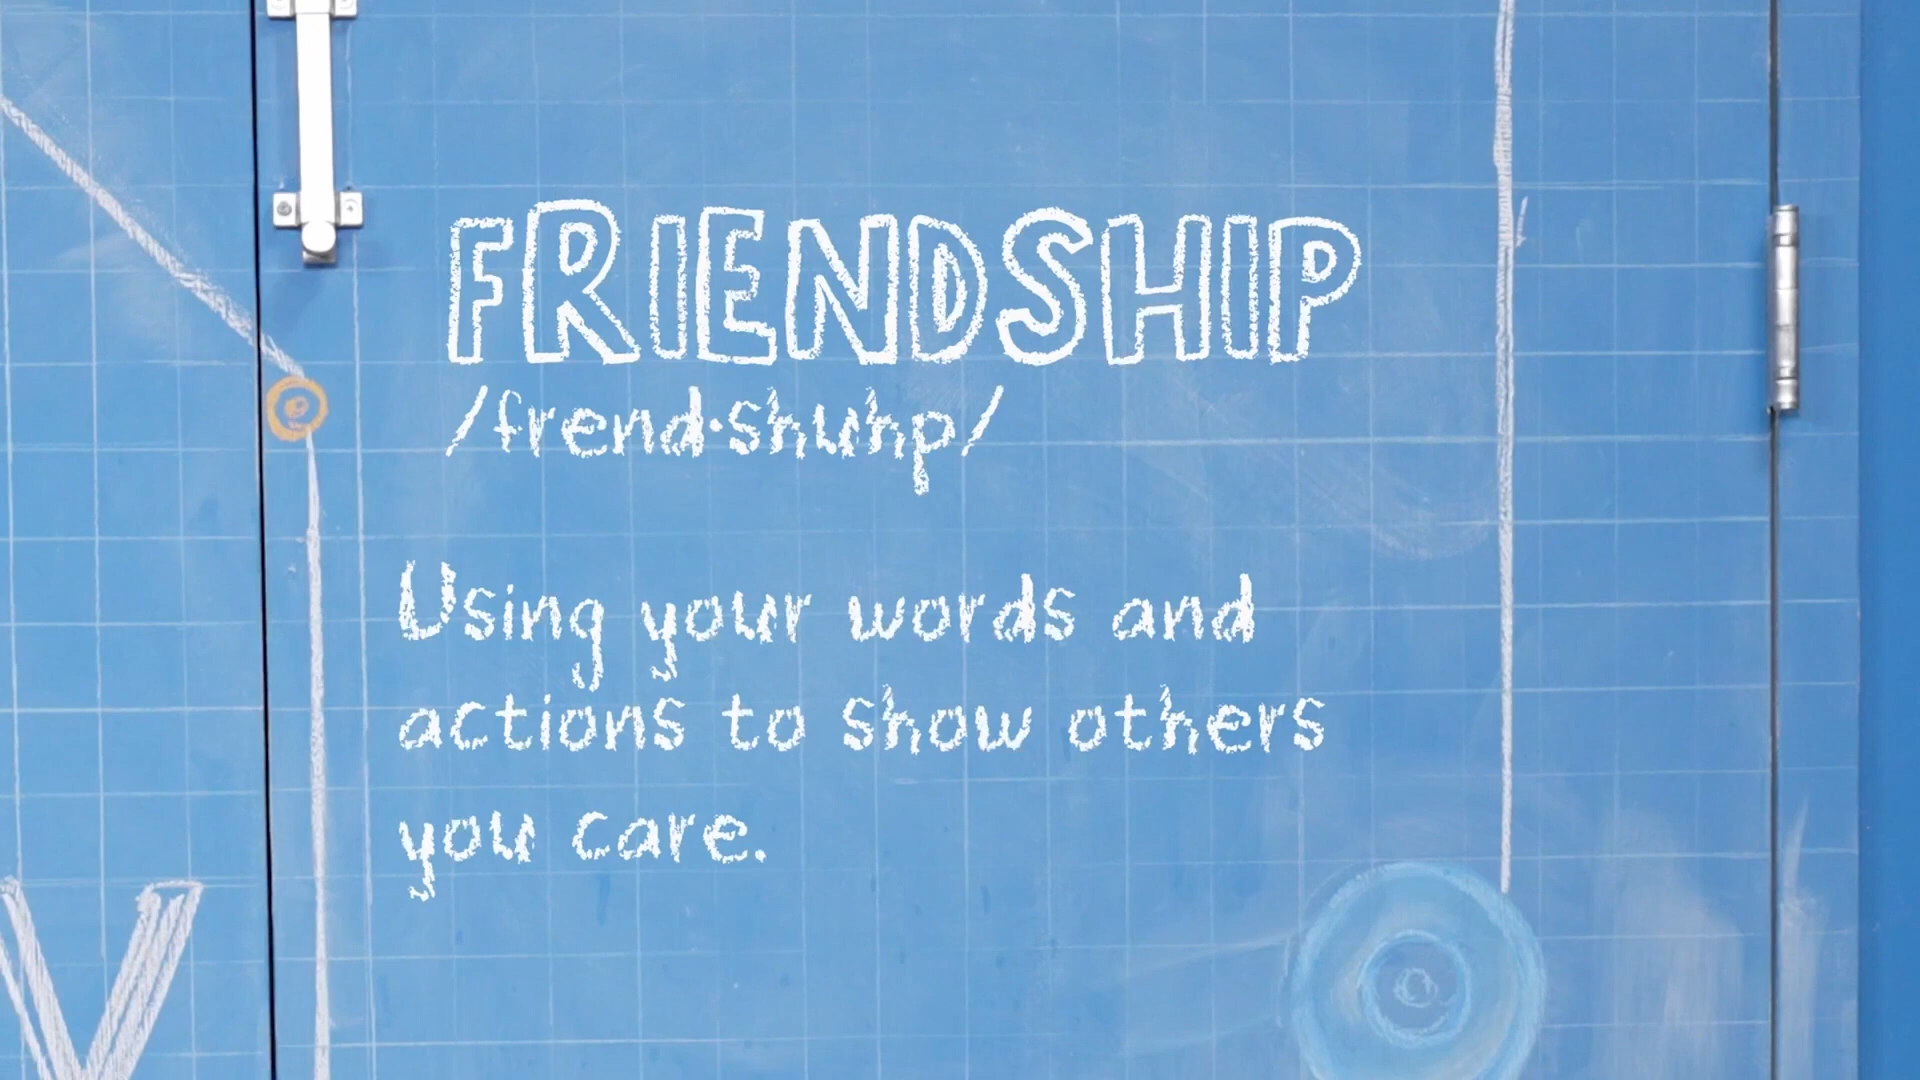 FRIENDSHIP
/frend·shuhp/
Using your words and
actions to show others
you care.